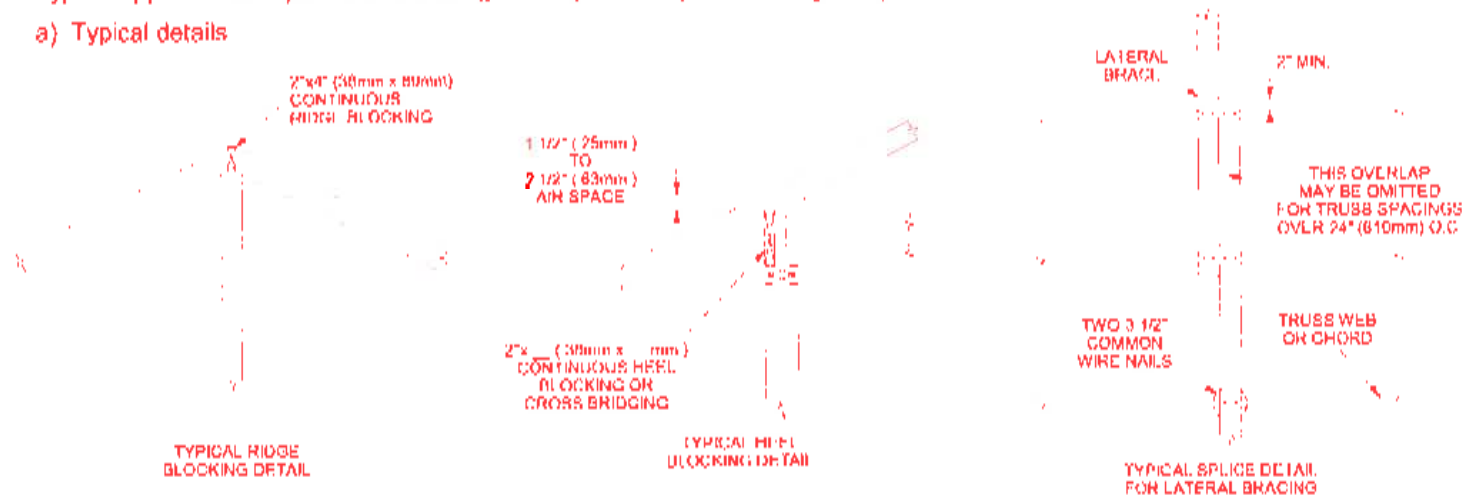 a) Typical details
2"x4" (38mm x 89mm)
CONTINUOUS
RIDGE BLOCKING
1 1/2" ( 25mm )
TO
2 1/2" ( 63mm )
AIR SPACE
2"x __ ( 38mm x __ mm )
CONTINUOUS HEEL
BLOCKING OR
CROSS BRIDGING
LATERAL
BRACE
2" MIN.
THIS OVERLAP
MAY BE OMITTED
FOR TRUSS SPACINGS
OVER 24" (610mm) O.C
TWO 3 1/2"
COMMON
WIRE NAILS
TRUSS WEB
OR CHORD
TYPICAL RIDGE
BLOCKING DETAIL
TYPICAL HEEL
BLOCKING DETAIL
TYPICAL SPLICE DETAIL
FOR LATERAL BRACING